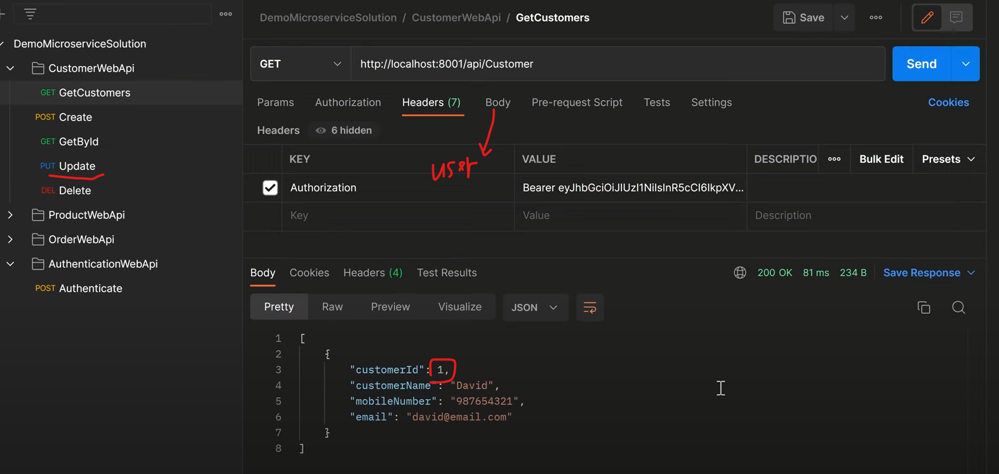 DemoMicroserviceSolution / CustomerWebApi / GetCustomers
Save
DemoMicroserviceSolution
CustomerWebApi
GET GetCustomers
POST Create
GET GetById
PUT Update
DEL Delete
ProductWebApi
OrderWebApi
AuthenticationWebApi
POST Authenticate
GET http://localhost:8001/api/Customer Send
Params Authorization Headers (7) Body Pre-request Script Tests Settings Cookies
Headers 6 hidden
user
KEY VALUE DESCRIPTIO Bulk Edit Presets
Authorization Bearer eyJhbGciOiJIUzI1NiIsInR5cCI6IkpXV...
Key Value Description
Body Cookies Headers (4) Test Results 200 OK 81 ms 234 B Save Response
Pretty Raw Preview Visualize JSON
1 [
2 {
3 "customerId": 1,
4 "customerName": "David",
5 "mobileNumber": "987654321",
6 "email": "david@email.com"
7 }
8 ]